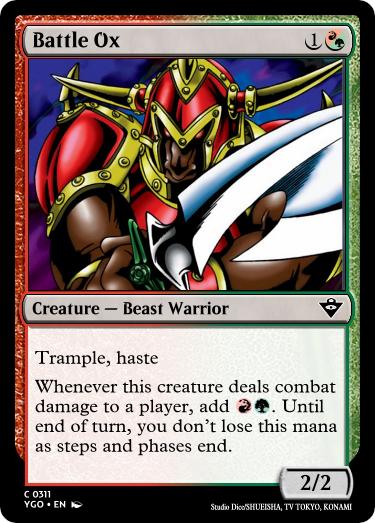 Battle Ox 1
Creature — Beast Warrior
Trample, haste
Whenever this creature deals combat
damage to a player, add . Until
end of turn, you don't lose this mana
as steps and phases end.
2/2
C 0311
YGO • EN
Studio Dice/SHUEISHA, TV TOKYO, KONAMI